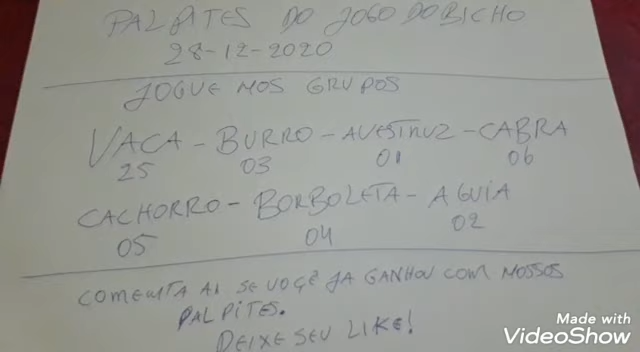 PALPITES DO JOGO DO BICHO
28-12-2020
JOGUE NOS GRUPOS
VACA - BURRO - AVESTRUZ - CABRA
25 03 01 06
CACHORRO - BORBOLETA - AGUIA
05 04 02
COMENTA AI SE VOÇÊ JA GANHOU COM NOSSOS
PALPITES.
DEIXE SEU LIKE!
Made with
VideoShow